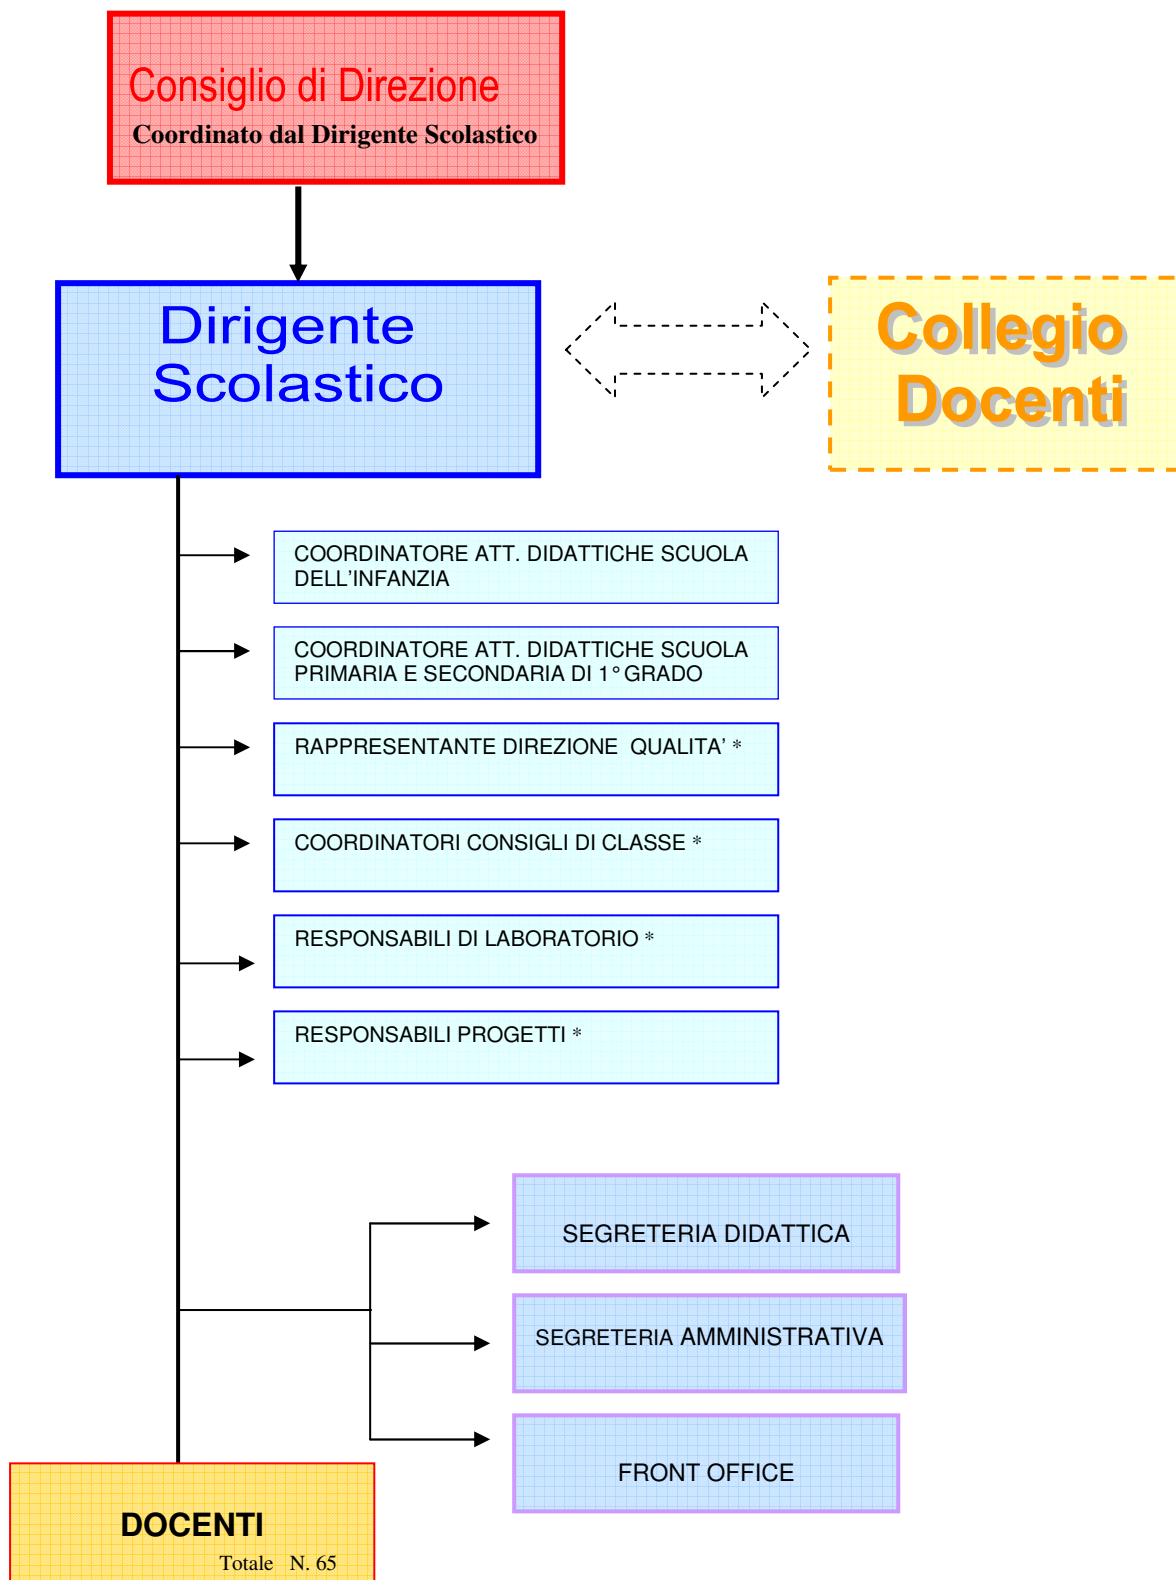 Consiglio di Direzione
Coordinato dal Dirigente Scolastico
Dirigente
Scolastico
Collegio
Docenti
COORDINATORE ATT. DIDATTICHE SCUOLA
DELL'INFANZIA
COORDINATORE ATT. DIDATTICHE SCUOLA
PRIMARIA E SECONDARIA DI 1° GRADO
RAPPRESENTANTE DIREZIONE QUALITA' *
COORDINATORI CONSIGLI DI CLASSE *
RESPONSABILI DI LABORATORIO *
RESPONSABILI PROGETTI *
SEGRETERIA DIDATTICA
SEGRETERIA AMMINISTRATIVA
FRONT OFFICE
DOCENTI
Totale N. 65